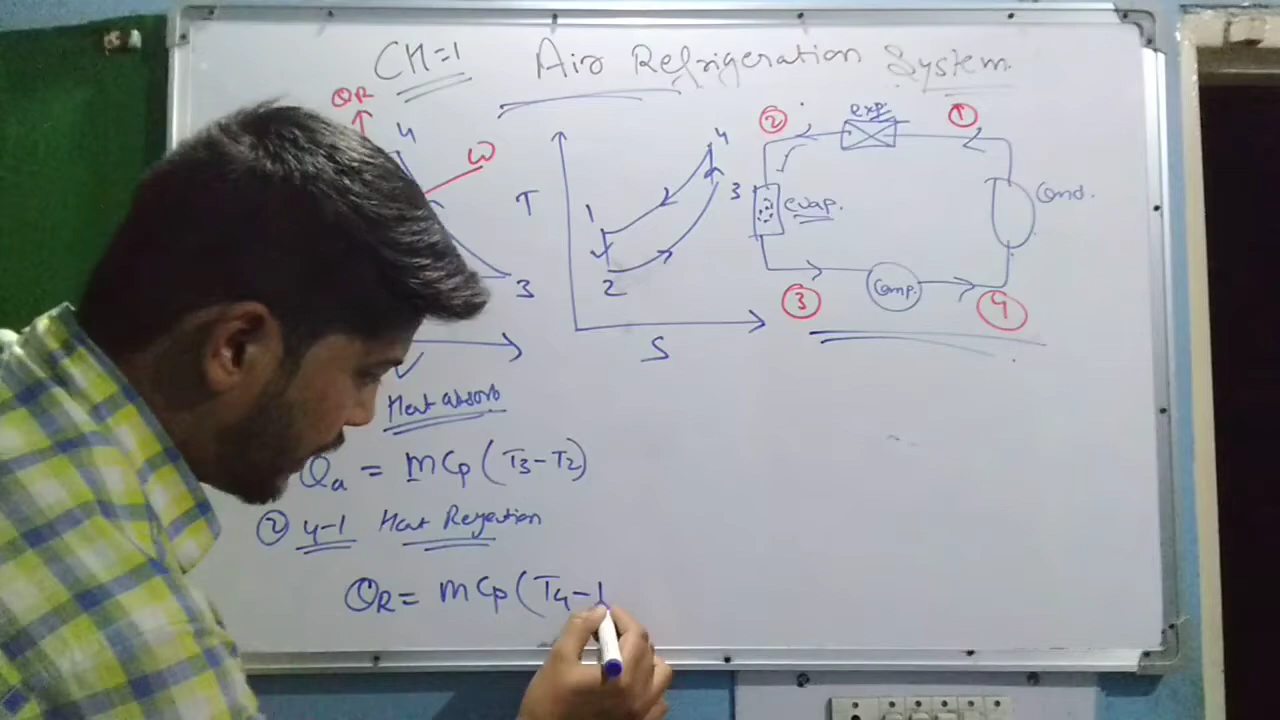 CH=1 Air Refrigeration System.
QR
4
W
3
T
4
3
1
2
S
② exp. ①
evap. Cond.
③ Comp. ④
Heat absorb
Qa = mCp (T3-T2)
② 4-1 Heat Rejection
QR = mCp (T4-